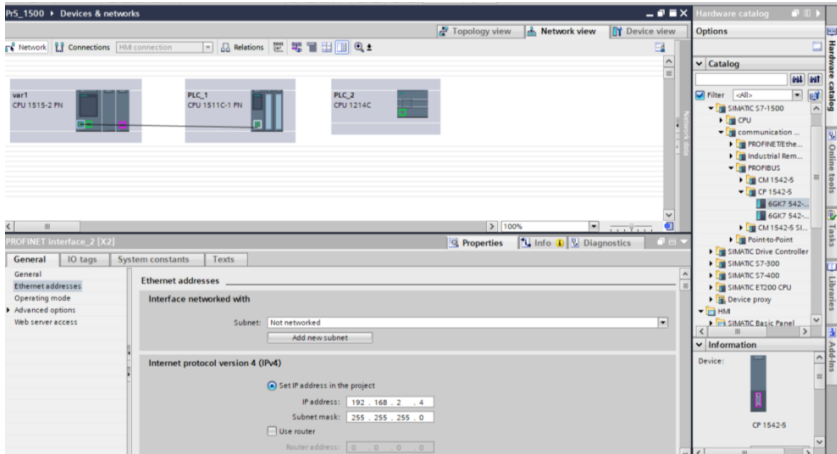 Pr5_1500 ▸ Devices & networks
Topology view
Network view
Device view
Network
Connections
HMI connection
Relations
var1
CPU 1515-2 PN
PLC_1
CPU 1511C-1 PN
PLC_2
CPU 1214C
Network data
100%
PROFINET interface_2 [X2]
Properties
Info
Diagnostics
General
IO tags
System constants
Texts
General
Ethernet addresses
Operating mode
Advanced options
Web server access
Ethernet addresses
Interface networked with
Subnet:
Not networked
Add new subnet
Internet protocol version 4 (IPv4)
Set IP address in the project
IP address:
192 . 168 . 2 . 4
Subnet mask:
255 . 255 . 255 . 0
Use router
Router address:
0 . 0 . 0 . 0
Hardware catalog
Options
Catalog
Filter
<All>
SIMATIC S7-1500
CPU
communication ...
PROFINET/Ethe...
Industrial Rem...
PROFIBUS
CM 1542-5
CP 1542-5
6GK7 542-...
6GK7 542-...
CM 1542-5 SI...
Point-to-Point
SIMATIC Drive Controller
SIMATIC S7-300
SIMATIC S7-400
SIMATIC ET200 CPU
Device proxy
HMI
SIMATIC Basic Panel
Information
Device:
CP 1542-5
Hardware catalog
Online tools
Tasks
Libraries
Add-ins